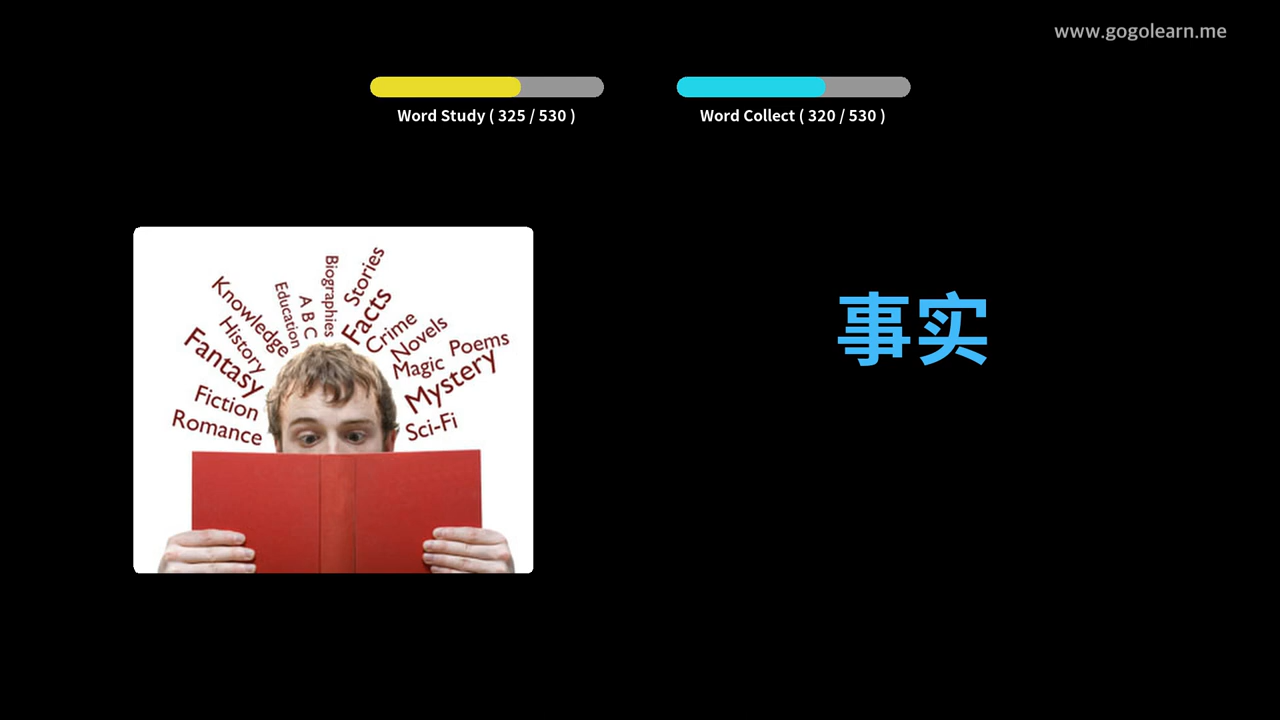 www.gogolearn.me
Word Study ( 325 / 530 )
Word Collect ( 320 / 530 )
事实
Romance
Fiction
Fantasy
History
Knowledge
Education
A B C
Biographies
Stories
Facts
Crime
Novels
Magic
Poems
Mystery
Sci-Fi